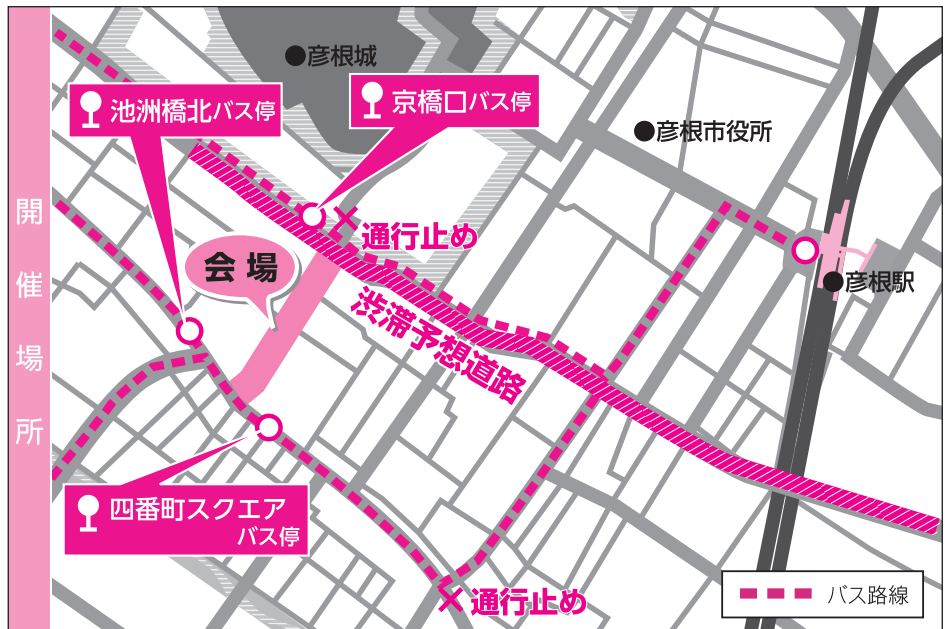 開催場所
彦根城
池洲橋北バス停
京橋口バス停
彦根市役所
通行止め
会場
彦根駅
渋滞予想道路
四番町スクエア
バス停
通行止め
バス路線